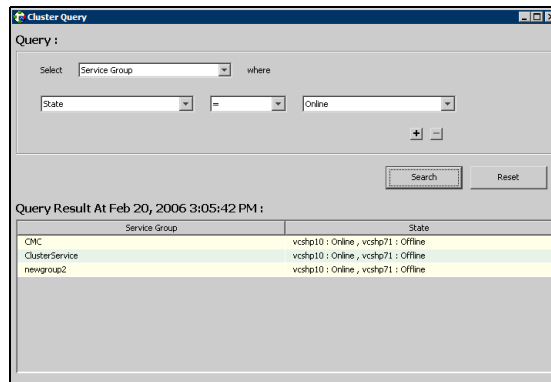 Cluster Query
Query :
Select Service Group where
State = Online
+ −
Search Reset
Query Result At Feb 20, 2006 3:05:42 PM :
Service Group State
CMC vcshp10 : Online , vcshp71 : Offline
ClusterService vcshp10 : Online , vcshp71 : Offline
newgroup2 vcshp10 : Online , vcshp71 : Offline